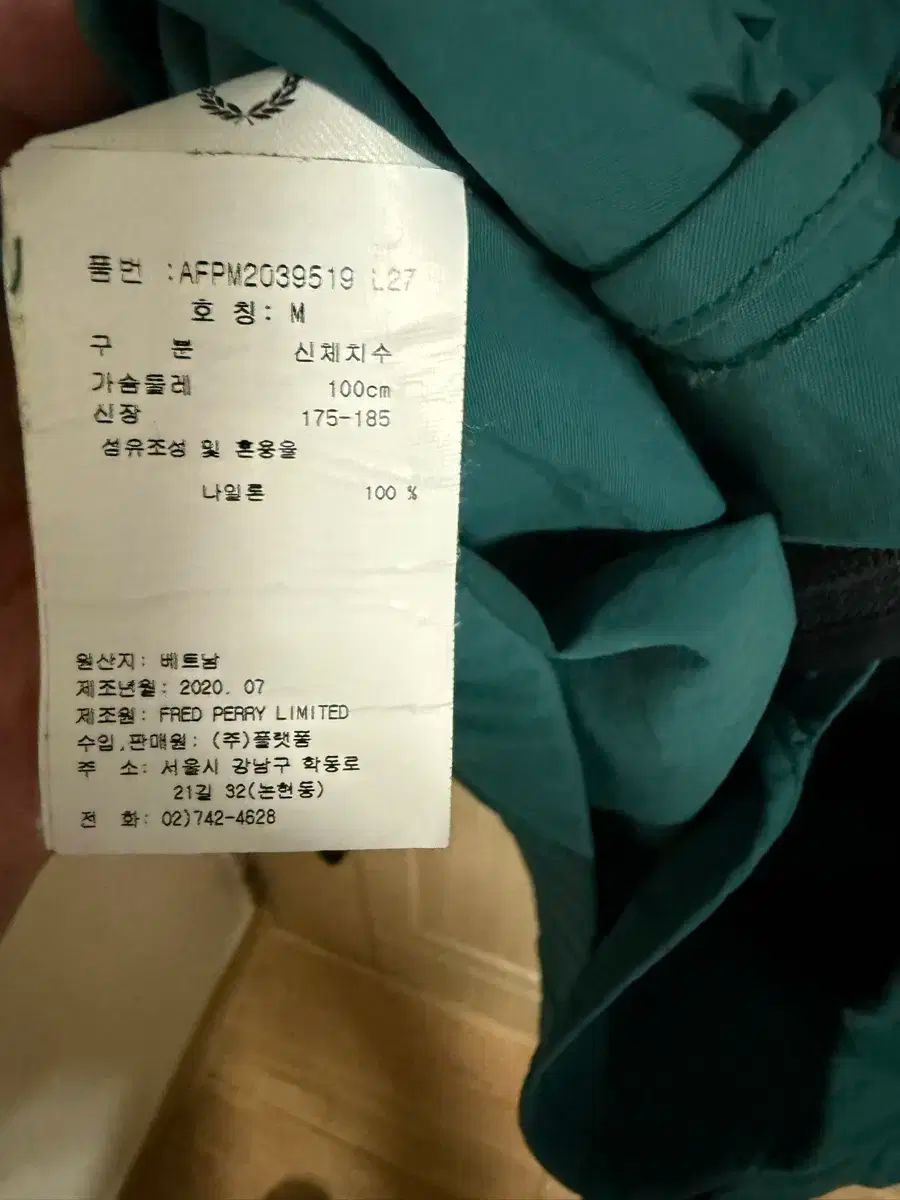 품번 :AFPM2039519 L27
호 칭: M
구 분 신체치수
가슴둘레 100cm
신장 175-185
섬유조성 및 혼용율
나일론 100 %
원산지: 베트남
제조년월: 2020. 07
제조원: FRED PERRY LIMITED
수입,판매원: (주)플랫폼
주 소: 서울시 강남구 학동로
21길 32(논현동)
전 화: 02)742-4628